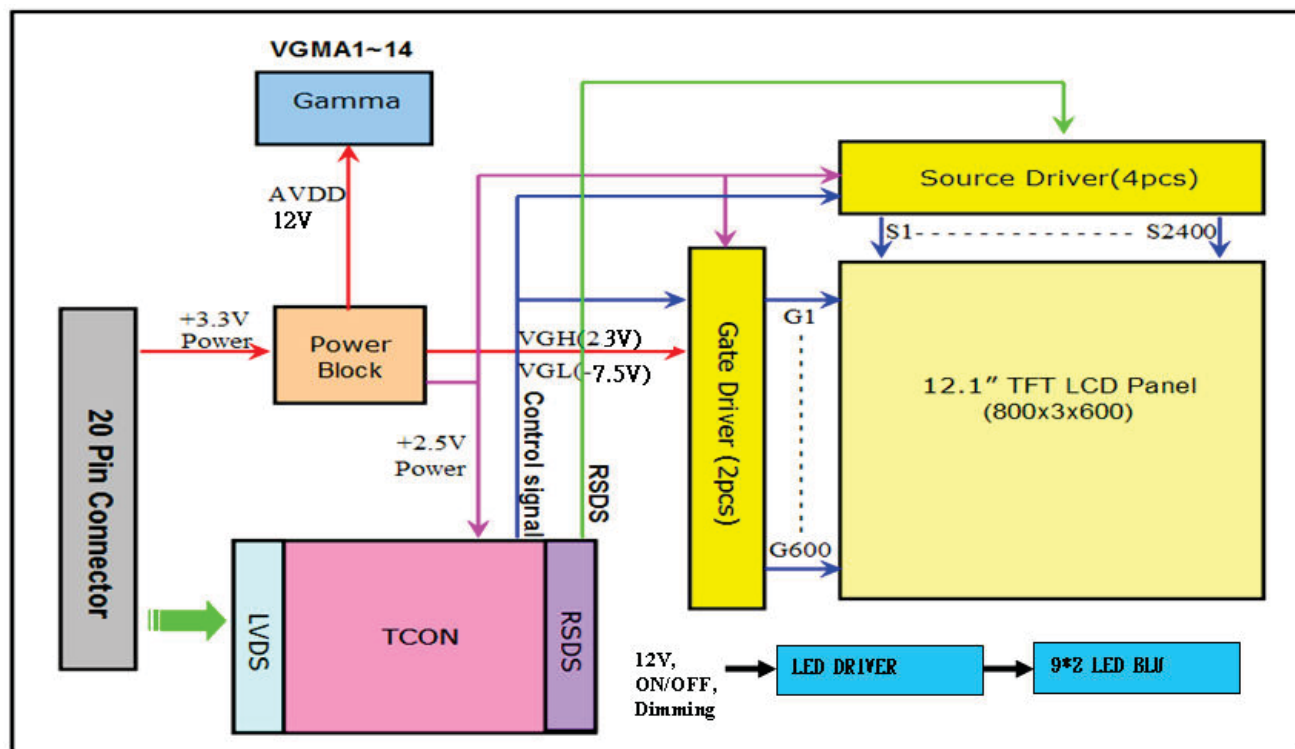 VGMA1~14
Gamma
AVDD
12V
Source Driver(4pcs)
S1- - - - - - - - - - - - - - S2400
+3.3V
Power
Power
Block
VGH(23V)
VGL(-7.5V)
G1
Gate Driver (2pcs)
G600
12.1” TFT LCD Panel
(800x3x600)
20 Pin Connector
+2.5V
Power
Control signal
RSDS
LVDS
TCON
RSDS
12V,
ON/OFF,
Dimming
LED DRIVER
9*2 LED BLU